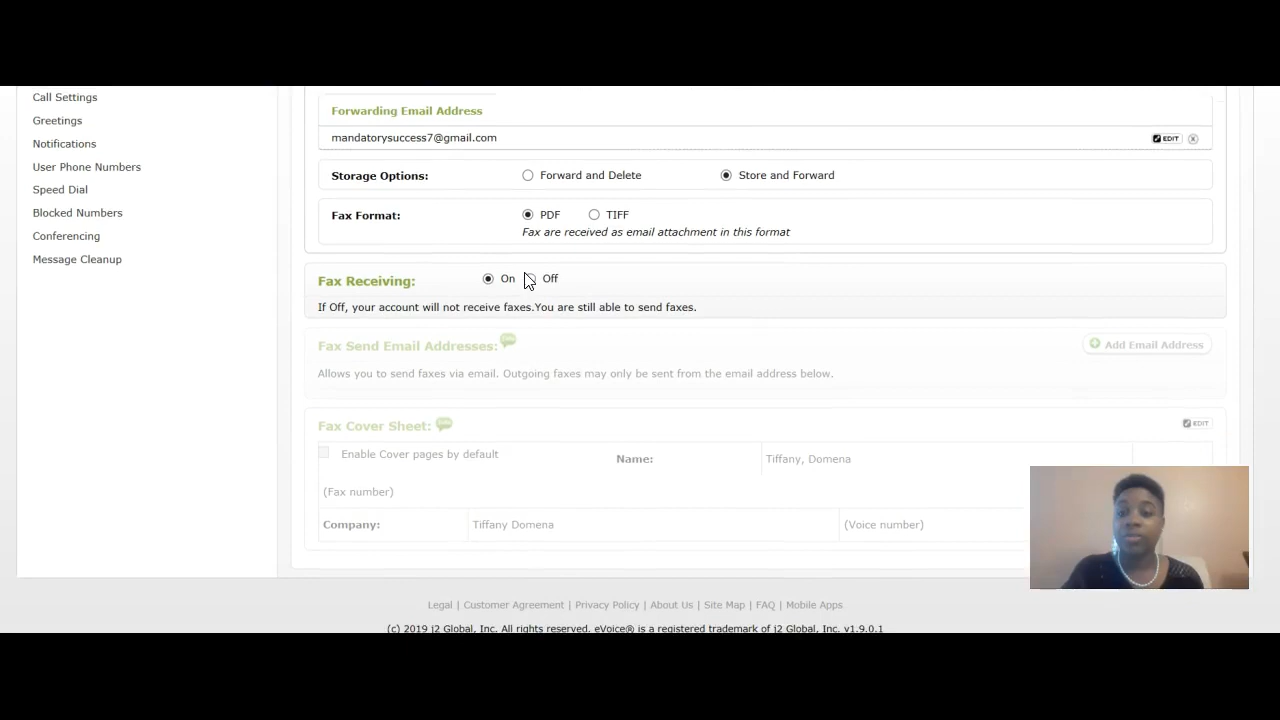 Call Settings
Greetings
Notifications
User Phone Numbers
Speed Dial
Blocked Numbers
Conferencing
Message Cleanup
Forwarding Email Address
mandatorysuccess7@gmail.com EDIT
Storage Options: Forward and Delete Store and Forward
Fax Format: PDF TIFF
Fax are received as email attachment in this format
Fax Receiving: On Off
If Off, your account will not receive faxes.You are still able to send faxes.
Fax Send Email Addresses: Add Email Address
Allows you to send faxes via email. Outgoing faxes may only be sent from the email address below.
Fax Cover Sheet: EDIT
Enable Cover pages by default Name: Tiffany, Domena
(Fax number)
Company: Tiffany Domena (Voice number)
Legal | Customer Agreement | Privacy Policy | About Us | Site Map | FAQ | Mobile Apps
(c) 2019 j2 Global, Inc. All rights reserved. eVoice® is a registered trademark of j2 Global, Inc. v1.9.0.1